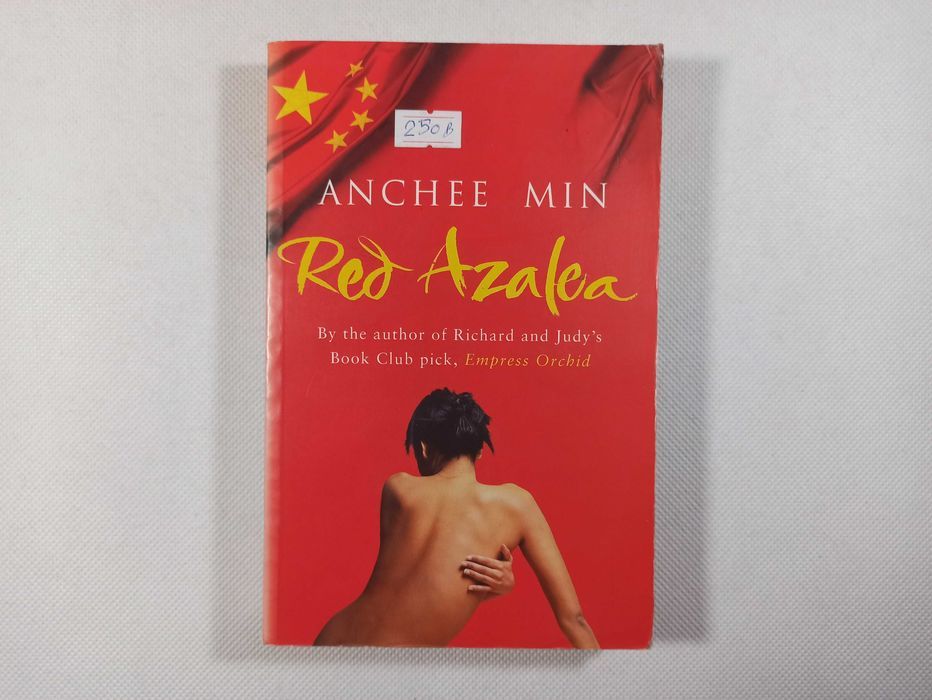 250฿
ANCHEE MIN
Red Azalea
By the author of Richard and Judy's
Book Club pick, Empress Orchid